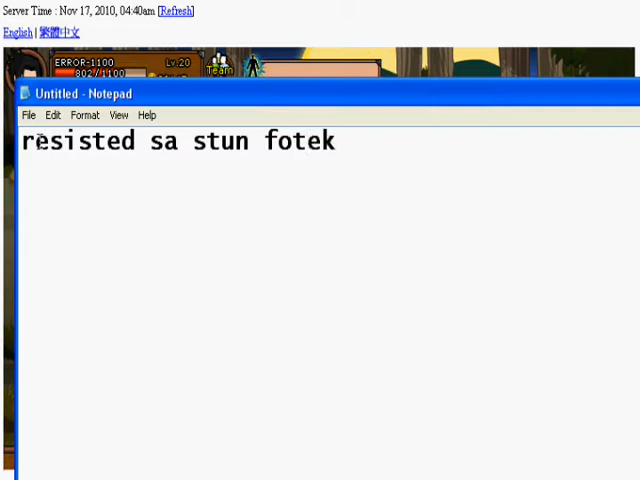 Server Time : Nov 17, 2010, 04:40am [Refresh]
English | 繁體中文
ERROR-1100 Lv.20
802/1100
Team
Untitled - Notepad
File Edit Format View Help
resisted sa stun fotek